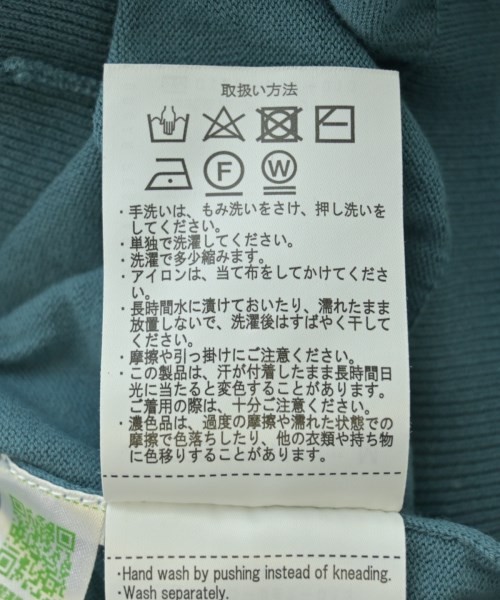 取扱い方法
F
W
・手洗いは、もみ洗いをさけ、押し洗いを
してください。
・単独で洗濯してください。
・洗濯で多少縮みます。
・アイロンは、当て布をしてかけてくださ
い。
・長時間水に漬けておいたり、濡れたまま
放置しないで、洗濯後はすばやく干して
ください。
・摩擦や引っ掛けにご注意ください。
・この製品は、汗が付着したまま長時間日
光に当たると変色することがあります。
ご着用の際は、十分ご注意ください。
・濃色品は、過度の摩擦や濡れた状態での
摩擦で色落ちしたり、他の衣類や持ち物
に色移りすることがあります。
・Hand wash by pushing instead of kneading.
・Wash separately.